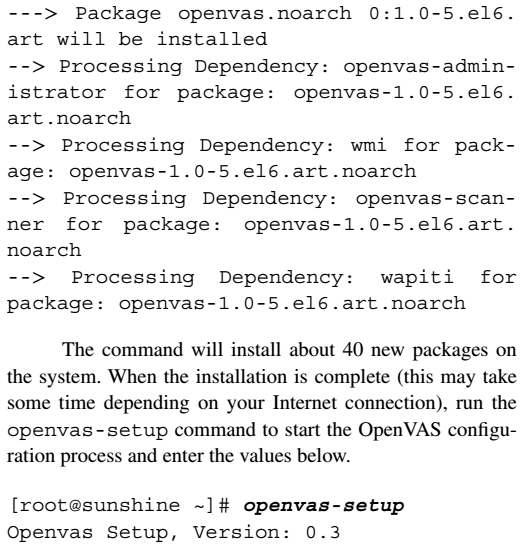 ---> Package openvas.noarch 0:1.0-5.el6.
art will be installed
--> Processing Dependency: openvas-admin-
istrator for package: openvas-1.0-5.el6.
art.noarch
--> Processing Dependency: wmi for pack-
age: openvas-1.0-5.el6.art.noarch
--> Processing Dependency: openvas-scan-
ner for package: openvas-1.0-5.el6.art.
noarch
--> Processing Dependency: wapiti for
package: openvas-1.0-5.el6.art.noarch
The command will install about 40 new packages on
the system. When the installation is complete (this may take
some time depending on your Internet connection), run the
openvas-setup command to start the OpenVAS configu-
ration process and enter the values below.
[root@sunshine ~]# openvas-setup
Openvas Setup, Version: 0.3